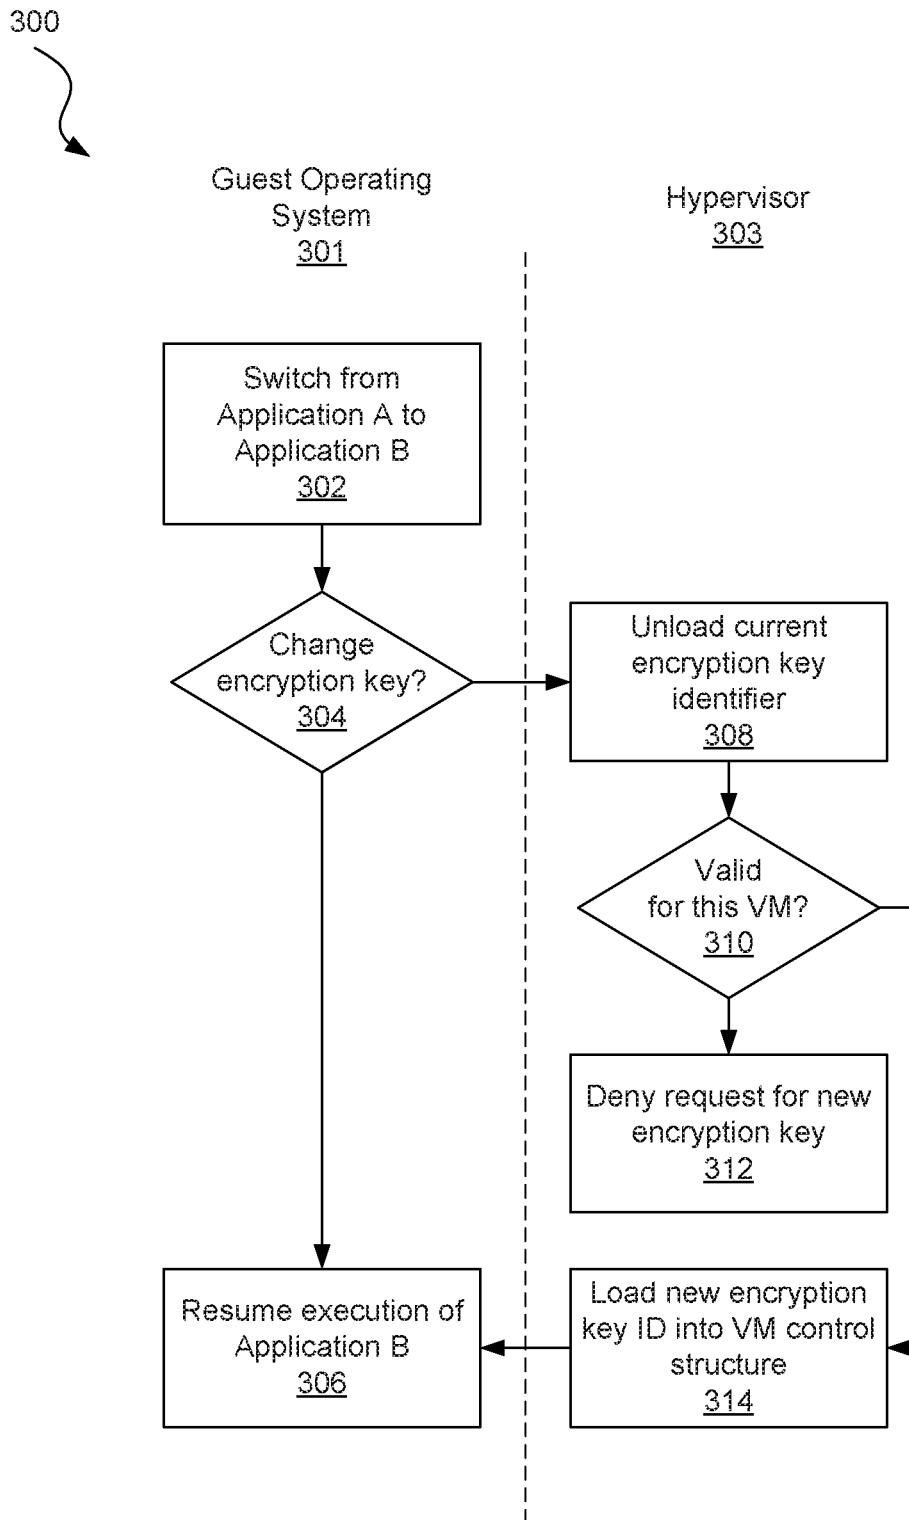 300
Guest Operating
System
301
Hypervisor
303
Switch from
Application A to
Application B
302
Change
encryption key?
304
Unload current
encryption key
identifier
308
Valid
for this VM?
310
Deny request for new
encryption key
312
Resume execution of
Application B
306
Load new encryption
key ID into VM control
structure
314